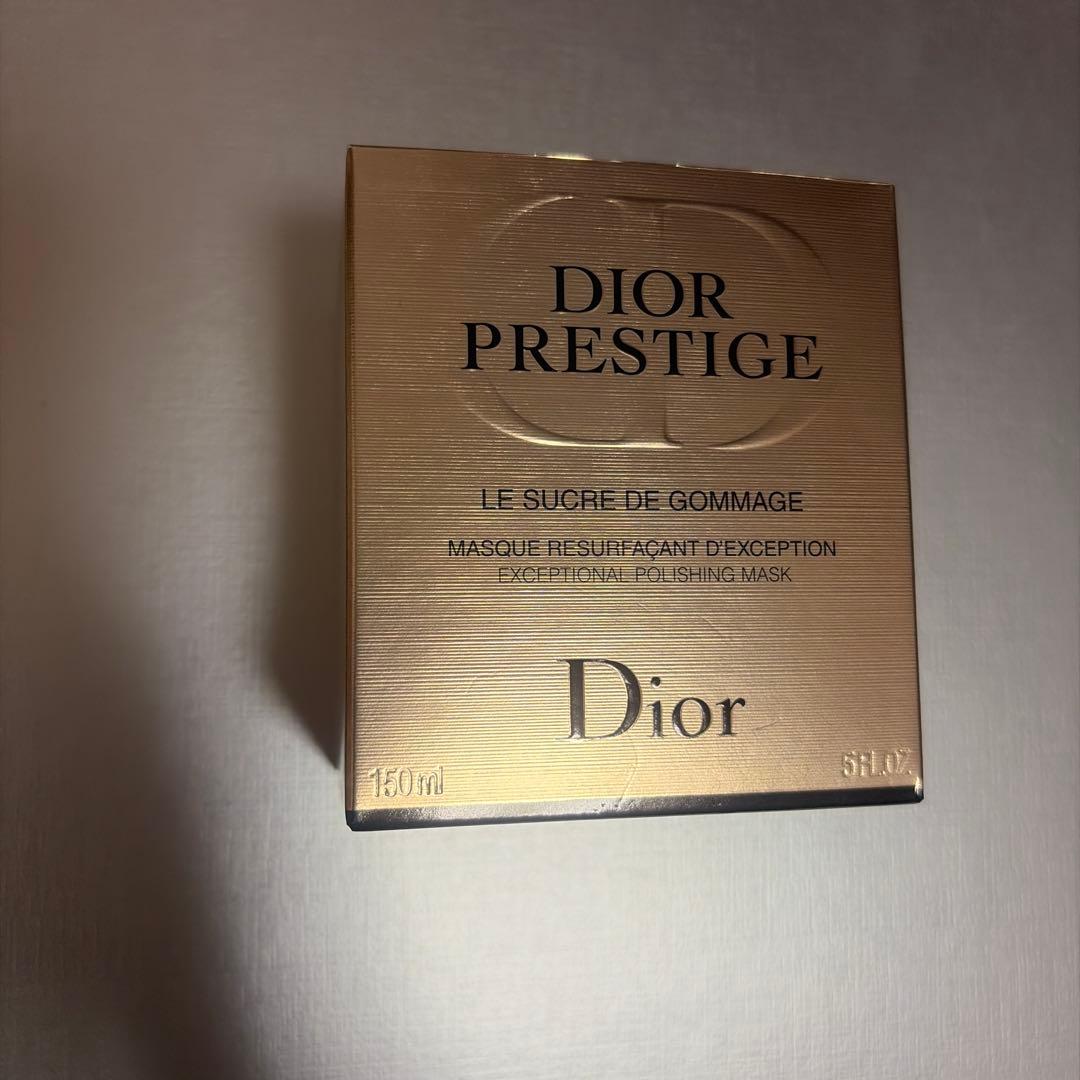 DIOR
PRESTIGE
LE SUCRE DE GOMMAGE
MASQUE RESURFAÇANT D'EXCEPTION
EXCEPTIONAL POLISHING MASK
Dior
150 ml
5 FL.OZ.